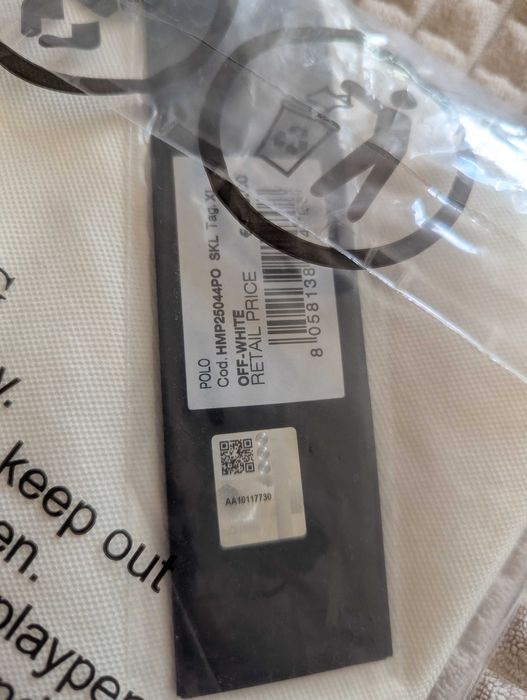 POLO
Cod. HMP25044PO SKL Tag. XL
OFF-WHITE
RETAIL PRICE
8 058138
AA10117730
y.
keep out
en.
playpen